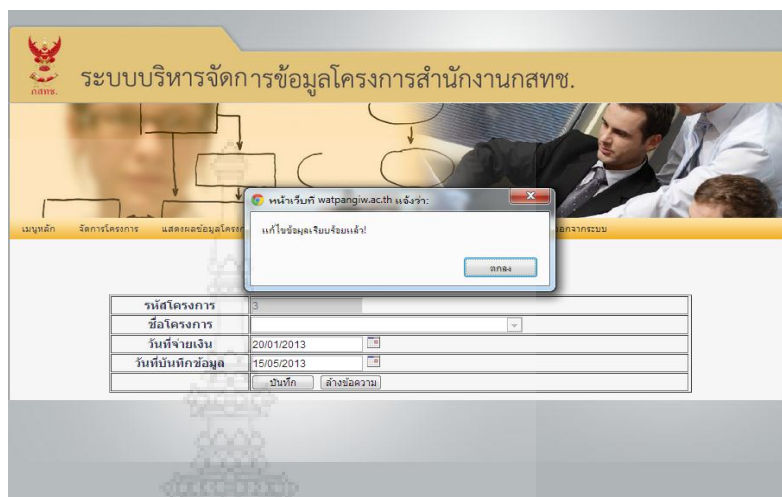 กสทช.
ระบบบริหารจัดการข้อมูลโครงการสำนักงานกสทช.
หน้าเว็บที่ watpangiw.ac.th แจ้งว่า:
เมนูหลัก จัดการโครงการ แสดงผลข้อมูลโครงก
แก้ไขข้อมูลเรียบร้อยแล้ว!
อกจากระบบ
ตกลง
รหัสโครงการ 3
ชื่อโครงการ
วันที่จ่ายเงิน 20/01/2013
วันที่บันทึกข้อมูล 15/05/2013
บันทึก ล้างข้อความ